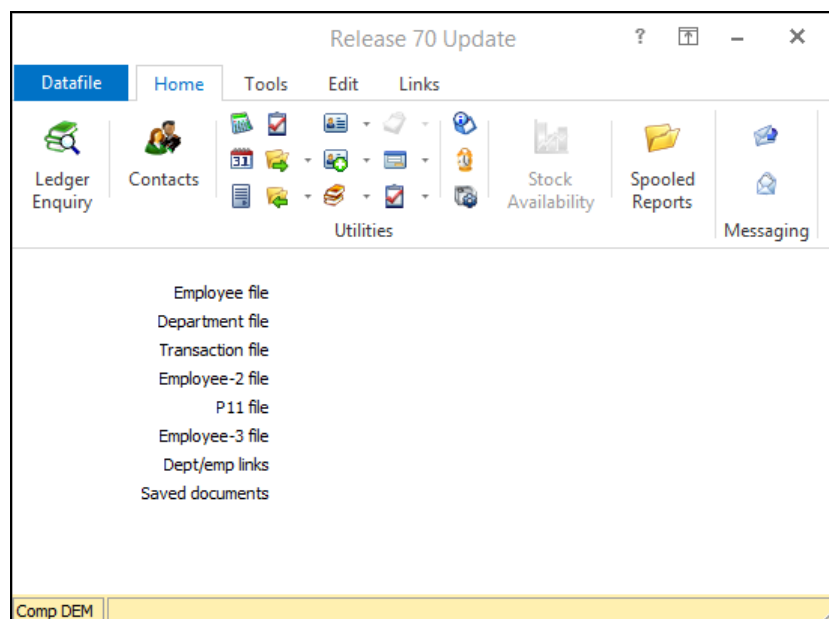 Release 70 Update
?
Datafile Home Tools Edit Links
31
Ledger Enquiry
Contacts
Utilities
Stock Availability
Spooled Reports
Messaging
Employee file
Department file
Transaction file
Employee-2 file
P11 file
Employee-3 file
Dept/emp links
Saved documents
Comp DEM